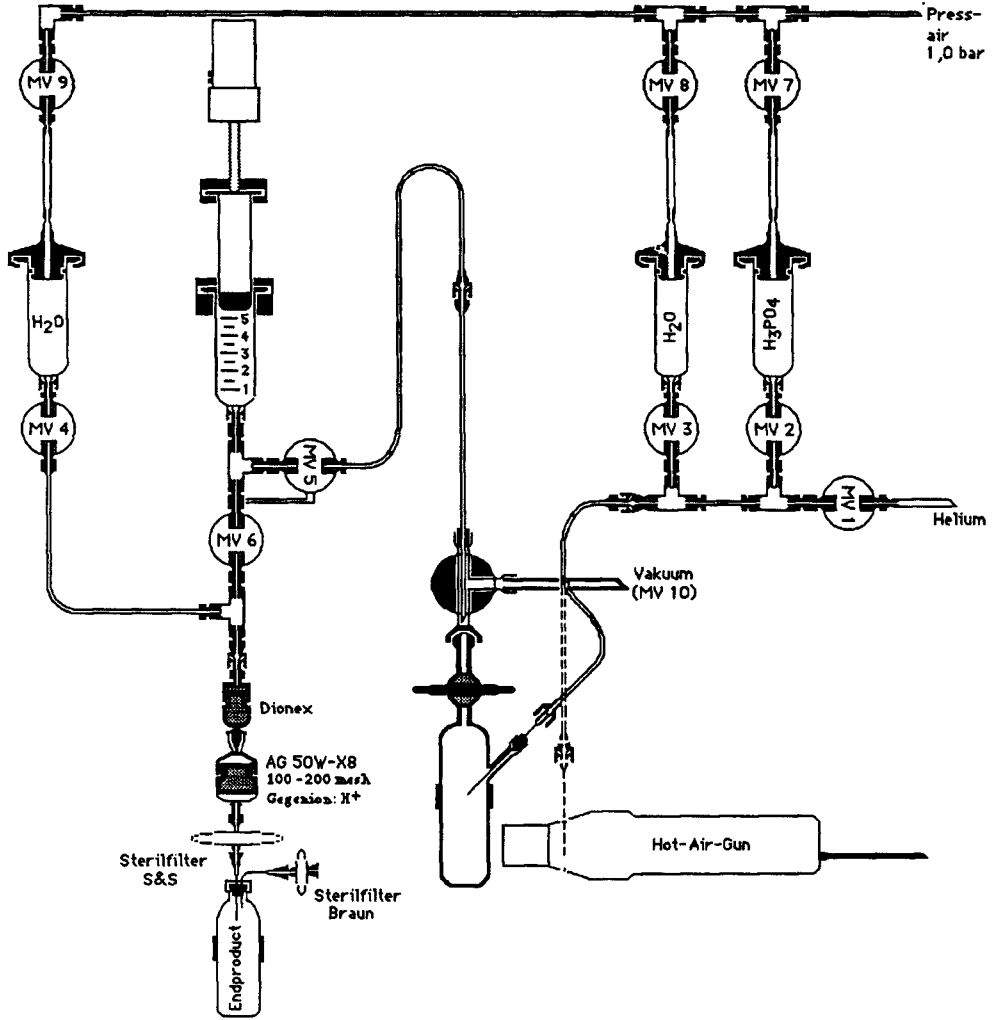 Press-
air
1,0 bar
MV 9
MV 8
MV 7
H2O
H2O
H3PO4
5
4
3
2
1
MV 4
MV 5
MV 3
MV 2
MV 1
Helium
MV 6
Vakuum
(MV 10)
Dionex
AG 50W-X8
100-200 mesh
Gegenion: H+
Hot-Air-Gun
Sterilfilter
S&S
Sterilfilter
Braun
Endproduct